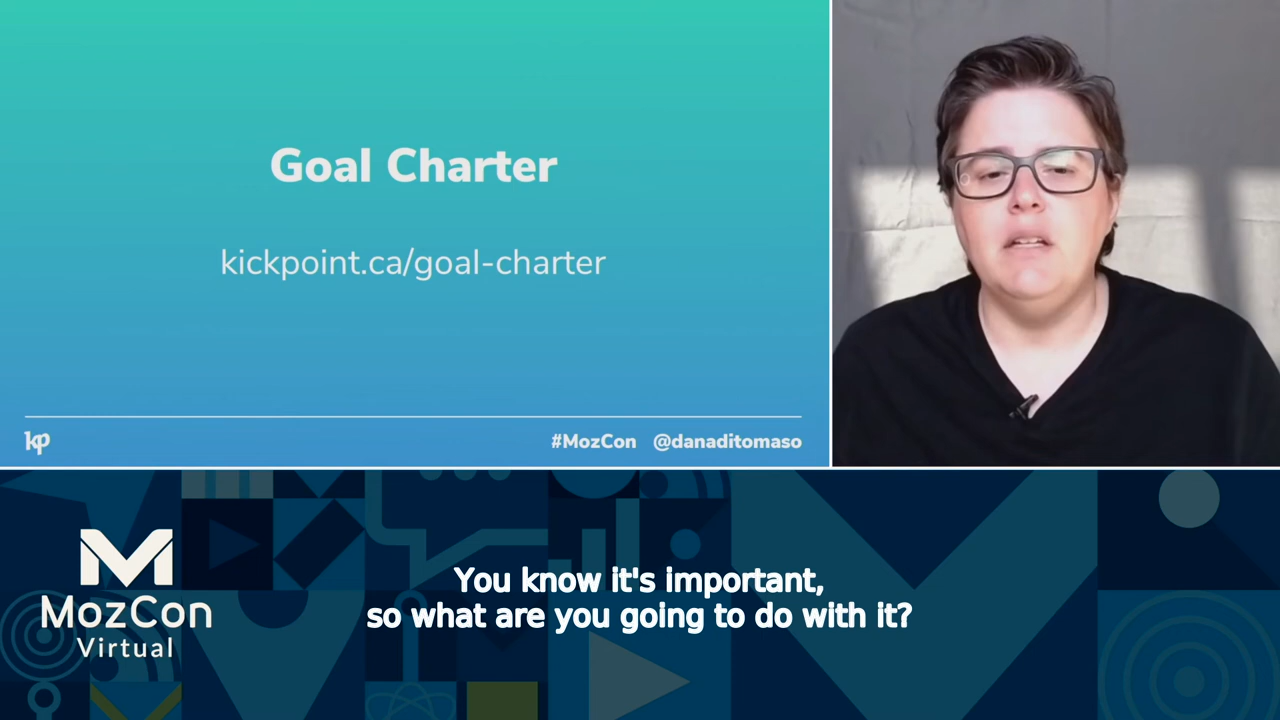 Goal Charter
kickpoint.ca/goal-charter
kp
#MozCon @danaditomaso
MozCon
Virtual
You know it's important,
so what are you going to do with it?